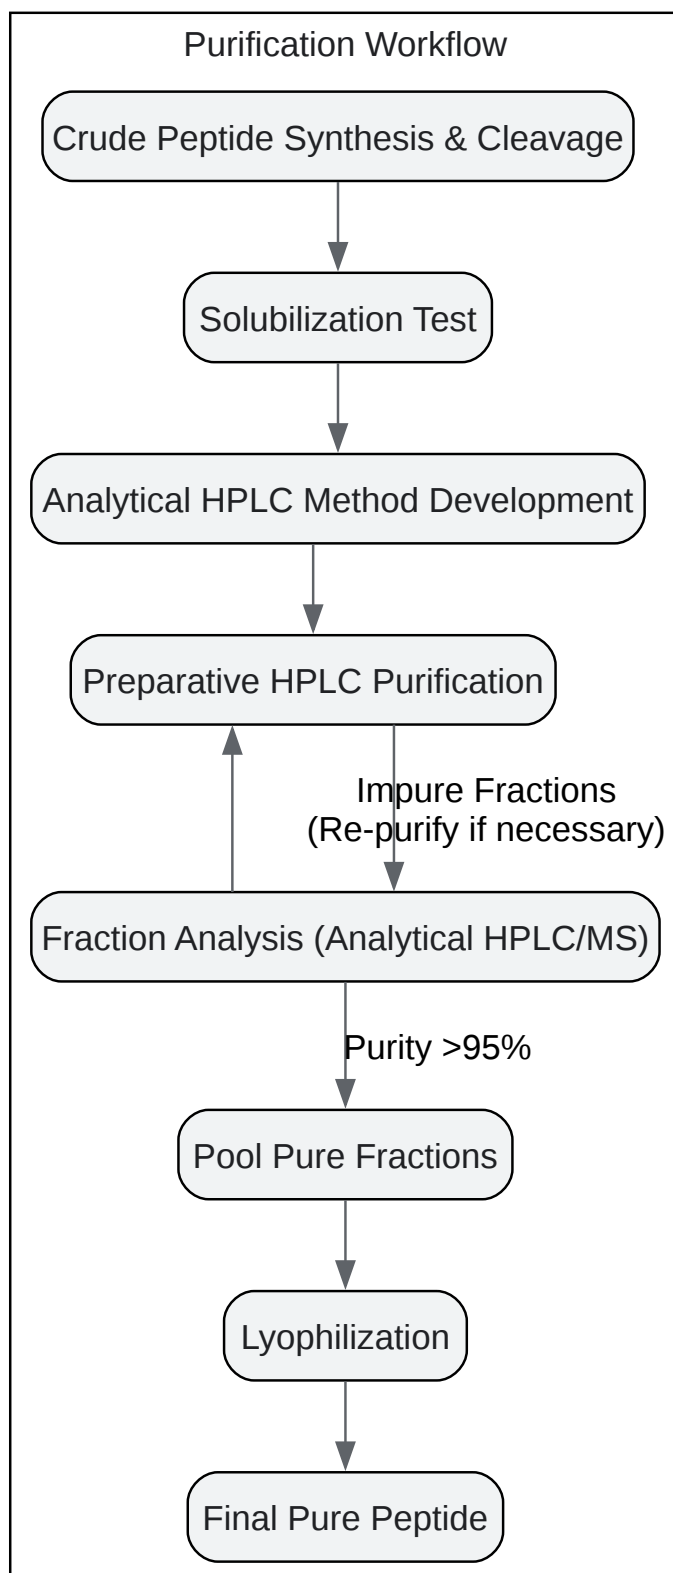 Purification Workflow
Crude Peptide Synthesis & Cleavage
Solubilization Test
Analytical HPLC Method Development
Preparative HPLC Purification
Impure Fractions
(Re-purify if necessary)
Fraction Analysis (Analytical HPLC/MS)
Purity >95%
Pool Pure Fractions
Lyophilization
Final Pure Peptide